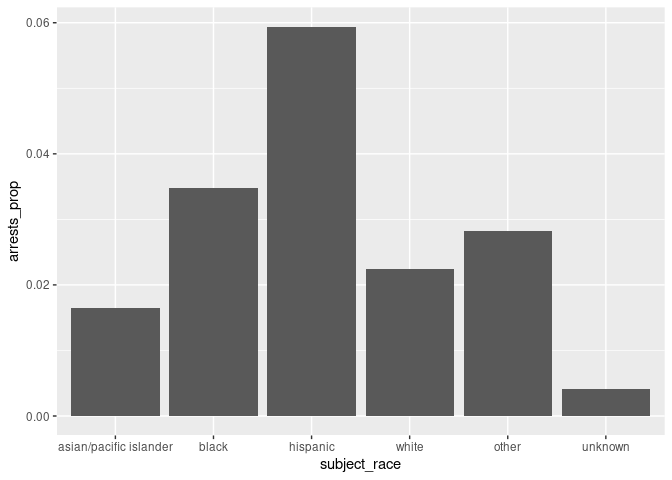 0.06
0.04
0.02
0.00
arrests_prop
asian/pacific islander black hispanic white other unknown
subject_race